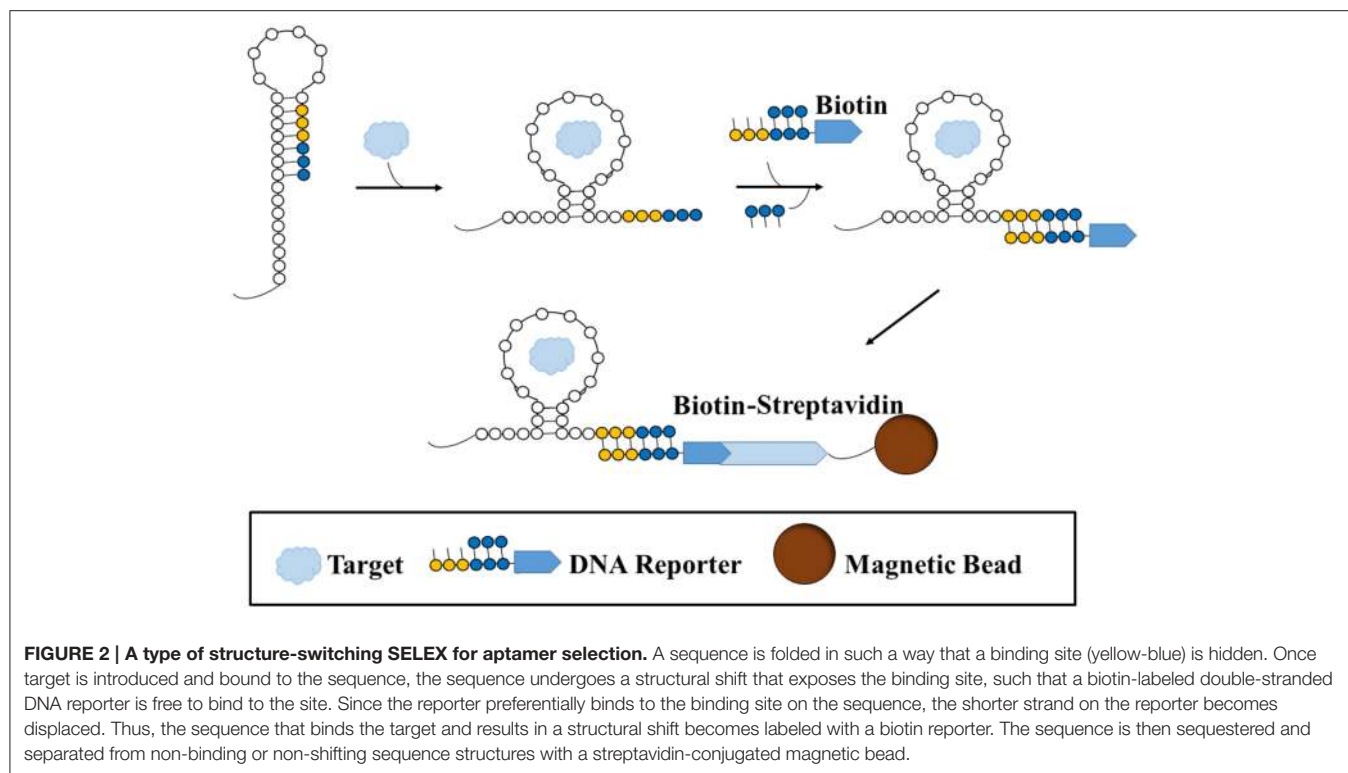 Biotin
Biotin-Streptavidin
Target
DNA Reporter
Magnetic Bead
FIGURE 2 | A type of structure-switching SELEX for aptamer selection. A sequence is folded in such a way that a binding site (yellow-blue) is hidden. Once
target is introduced and bound to the sequence, the sequence undergoes a structural shift that exposes the binding site, such that a biotin-labeled double-stranded
DNA reporter is free to bind to the site. Since the reporter preferentially binds to the binding site on the sequence, the shorter strand on the reporter becomes
displaced. Thus, the sequence that binds the target and results in a structural shift becomes labeled with a biotin reporter. The sequence is then sequestered and
separated from non-binding or non-shifting sequence structures with a streptavidin-conjugated magnetic bead.